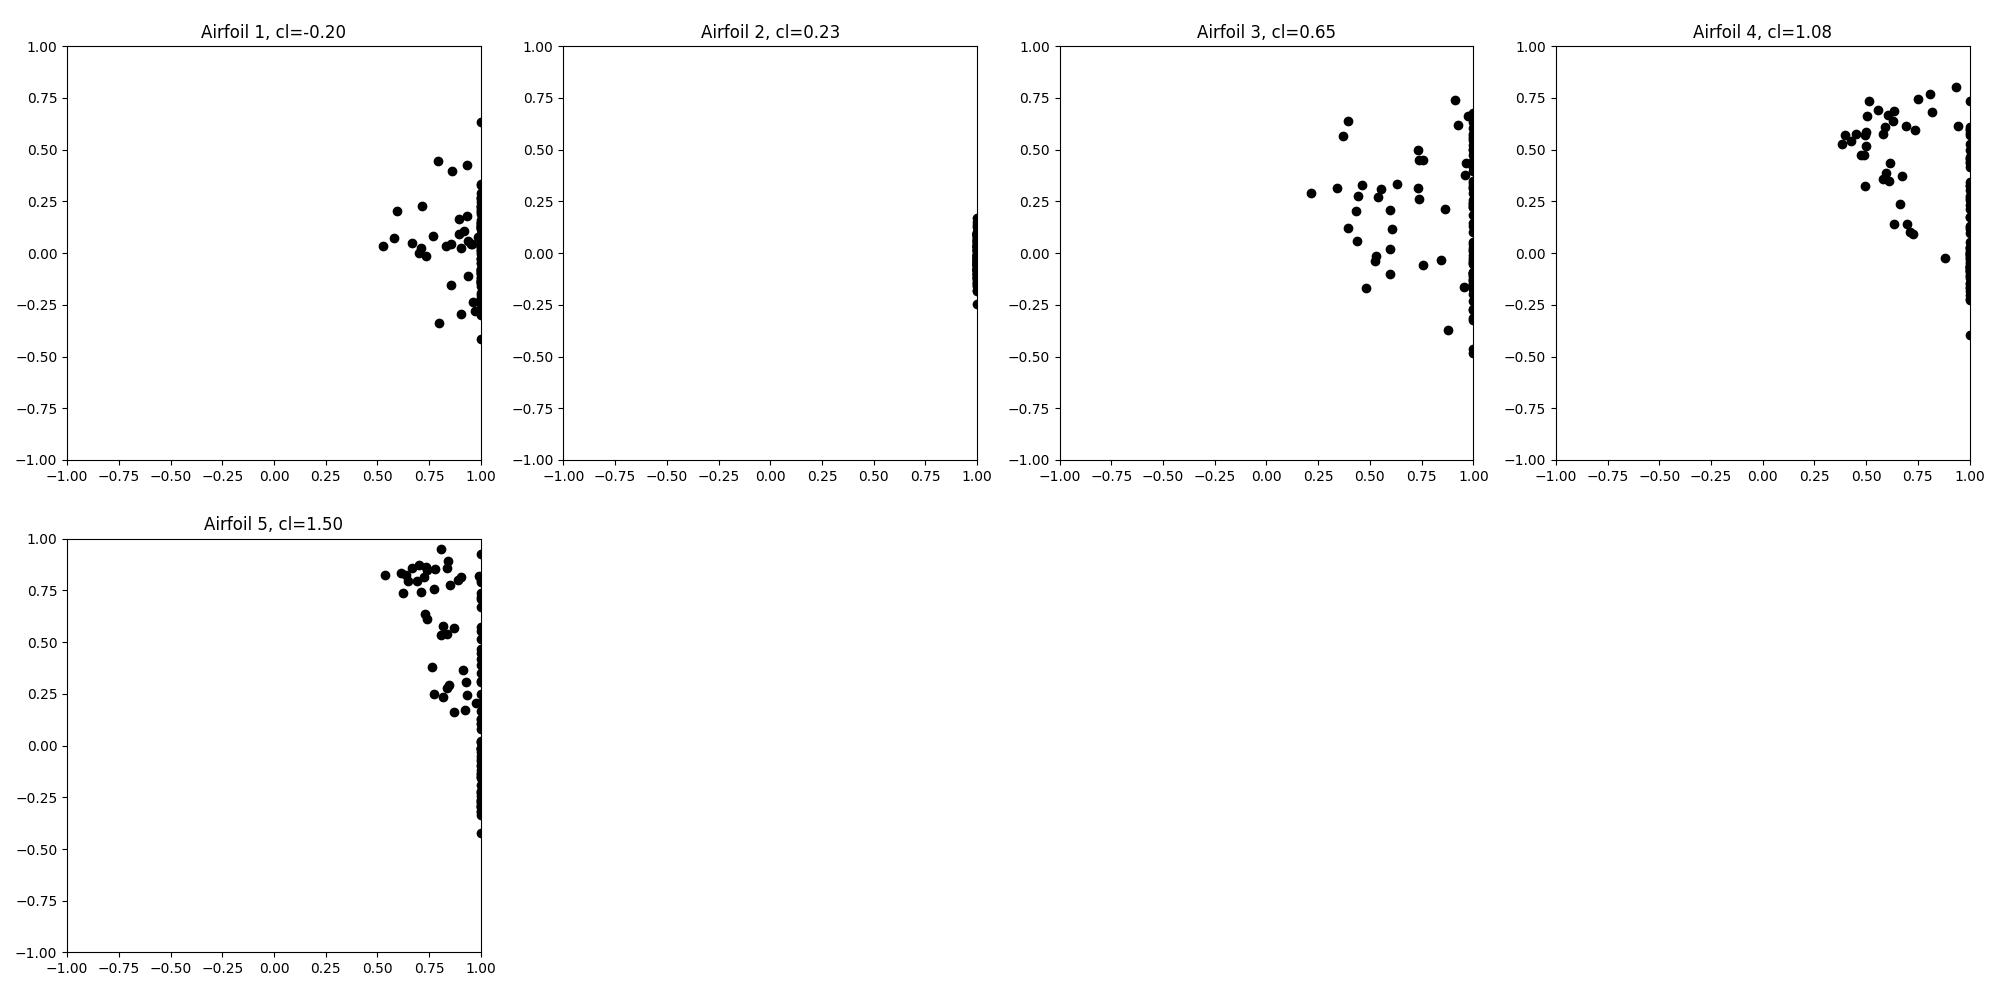 Airfoil 1, cl=-0.20
Airfoil 2, cl=0.23
Airfoil 3, cl=0.65
Airfoil 4, cl=1.08
1.00 1.00 1.00 1.00
0.75 0.75 0.75 0.75
0.50 0.50 0.50 0.50
0.25 0.25 0.25 0.25
0.00 0.00 0.00 0.00
−0.25 −0.25 −0.25 −0.25
−0.50 −0.50 −0.50 −0.50
−0.75 −0.75 −0.75 −0.75
−1.00 −1.00 −1.00 −1.00
−1.00 −0.75 −0.50 −0.25 0.00 0.25 0.50 0.75 1.00
−1.00 −0.75 −0.50 −0.25 0.00 0.25 0.50 0.75 1.00
−1.00 −0.75 −0.50 −0.25 0.00 0.25 0.50 0.75 1.00
−1.00 −0.75 −0.50 −0.25 0.00 0.25 0.50 0.75 1.00
Airfoil 5, cl=1.50
1.00
0.75
0.50
0.25
0.00
−0.25
−0.50
−0.75
−1.00
−1.00 −0.75 −0.50 −0.25 0.00 0.25 0.50 0.75 1.00